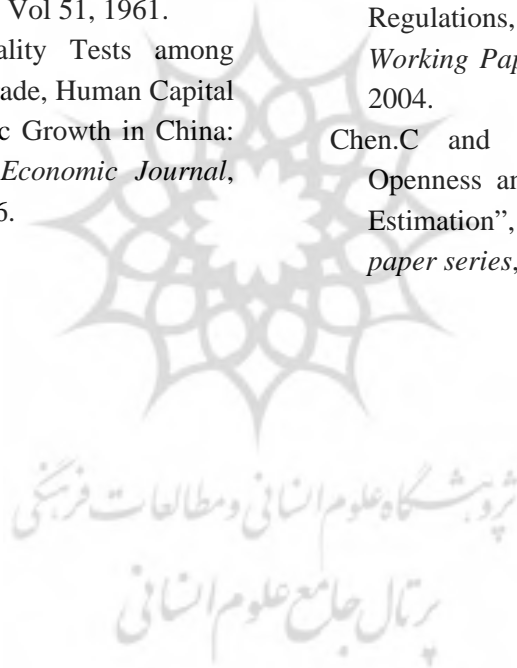 Vol 51, 1961.
ality Tests among
ade, Human Capital
c Growth in China:
Economic Journal,
6.
Regulations,
Working Pap
2004.
Chen.C and
Openness an
Estimation",
paper series,
پژوهشگاه علوم انسانی و مطالعات فرهنگی
پرتال جامع علوم انسانی